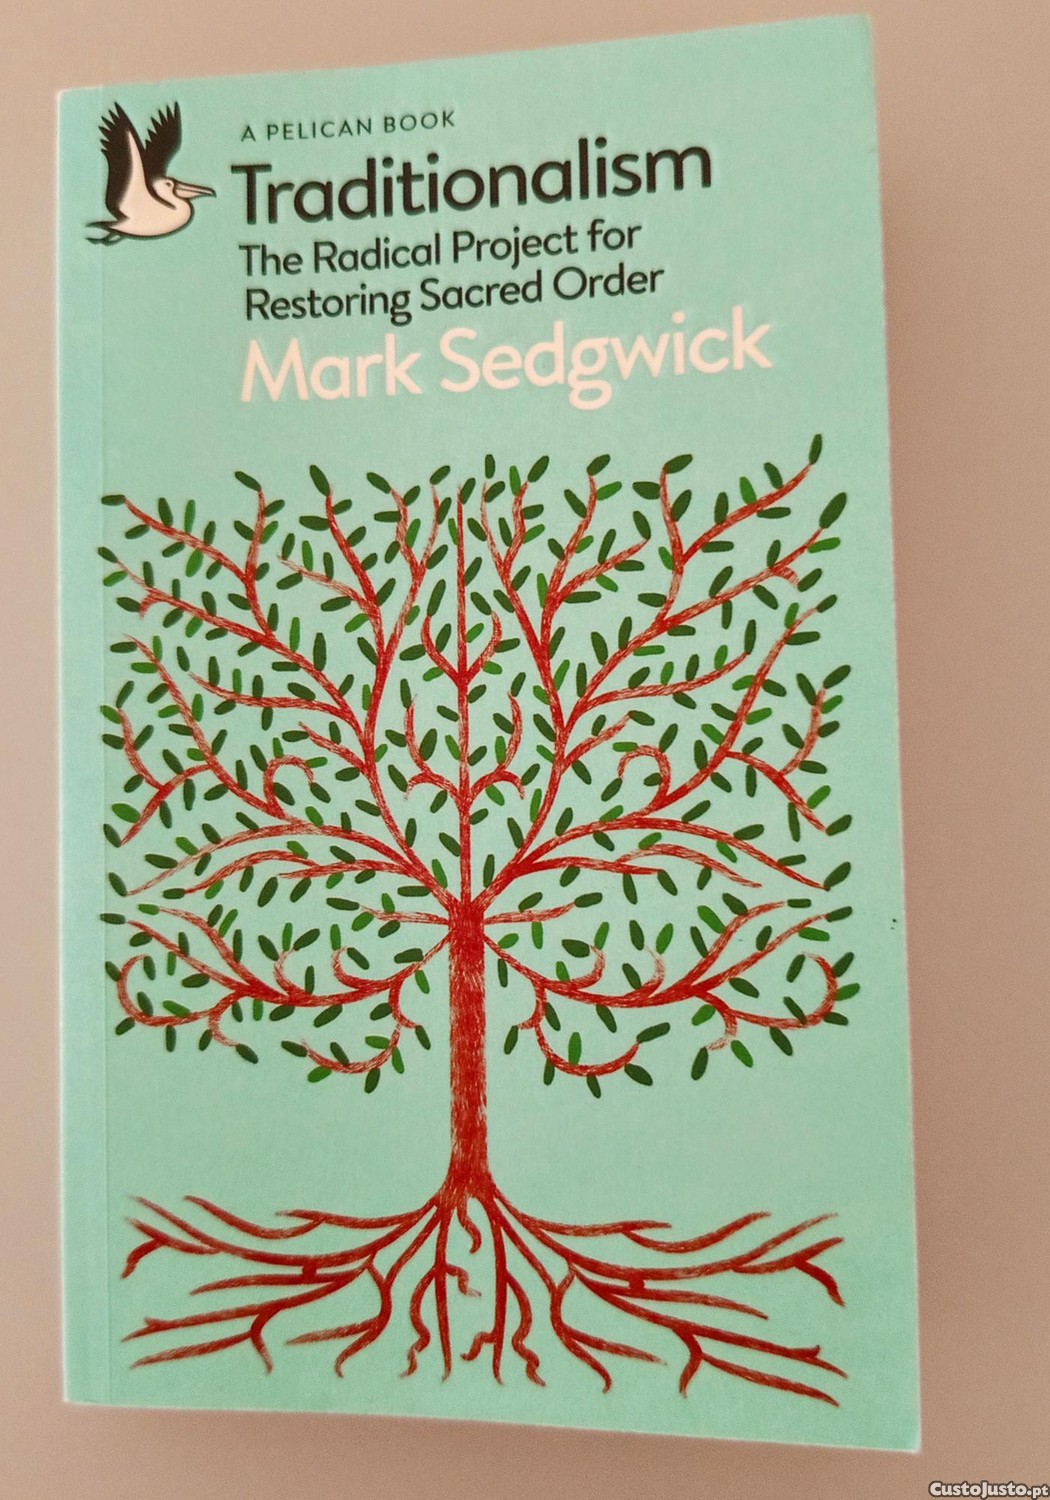 A PELICAN BOOK
Traditionalism
The Radical Project for
Restoring Sacred Order
Mark Sedgwick
CustoJusto.pt